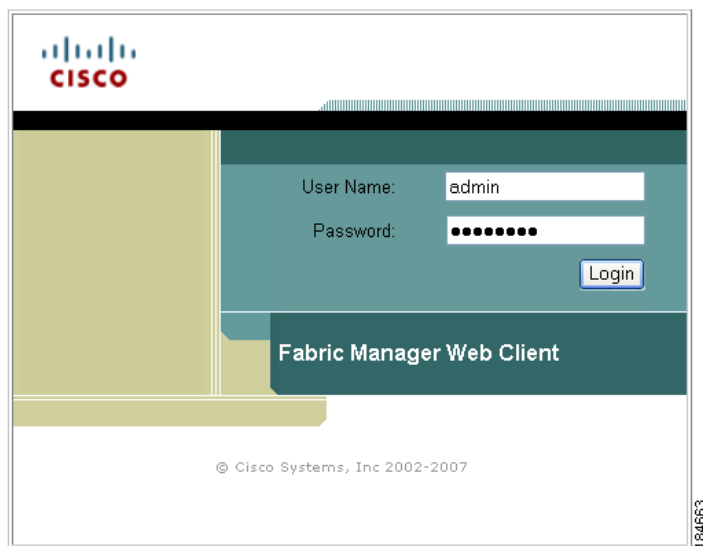 CISCO
User Name: admin
Password: ●●●●●●●●
Login
Fabric Manager Web Client
© Cisco Systems, Inc 2002-2007
184663